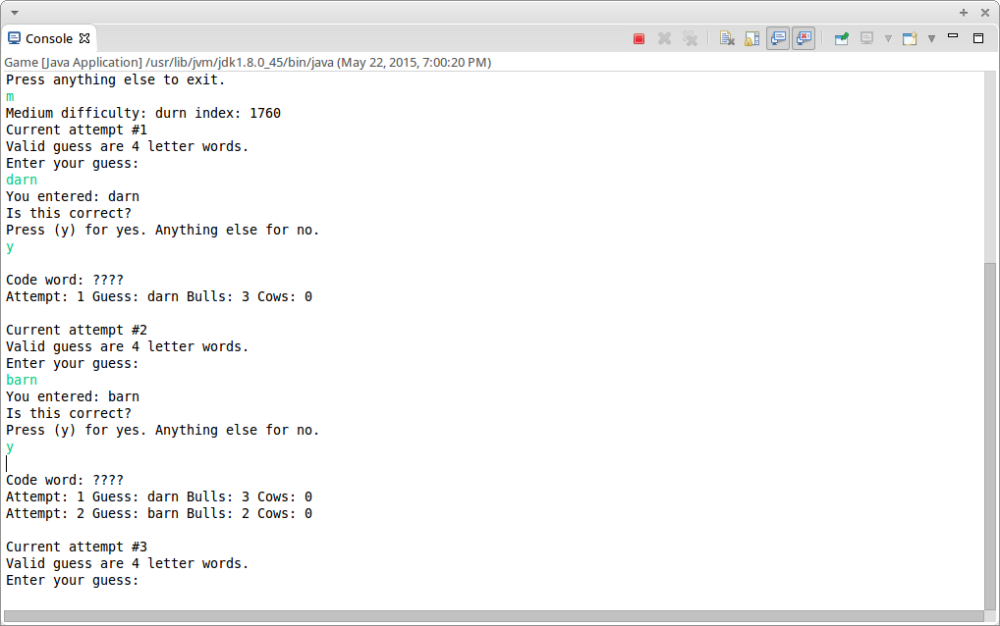 Console
Game [Java Application] /usr/lib/jvm/jdk1.8.0_45/bin/java (May 22, 2015, 7:00:20 PM)
Press anything else to exit.
m
Medium difficulty: durn index: 1760
Current attempt #1
Valid guess are 4 letter words.
Enter your guess:
darn
You entered: darn
Is this correct?
Press (y) for yes. Anything else for no.
y
Code word: ????
Attempt: 1 Guess: darn Bulls: 3 Cows: 0
Current attempt #2
Valid guess are 4 letter words.
Enter your guess:
barn
You entered: barn
Is this correct?
Press (y) for yes. Anything else for no.
y
Code word: ????
Attempt: 1 Guess: darn Bulls: 3 Cows: 0
Attempt: 2 Guess: barn Bulls: 2 Cows: 0
Current attempt #3
Valid guess are 4 letter words.
Enter your guess: